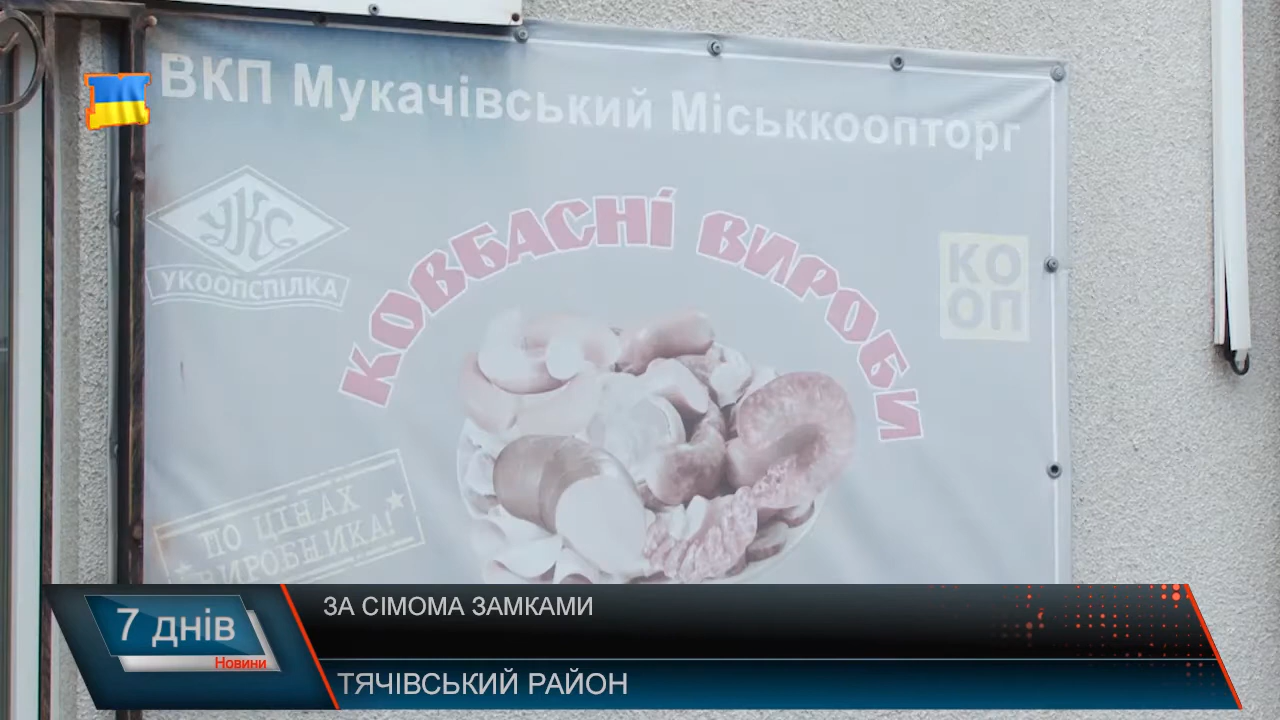 ВКП Мукачівський Міськкоопторг
УКС
УКООПСПІЛКА
КОВБАСНІ ВИРОБИ
КО
ОП
ПО ЦІНАХ
ВИРОБНИКА!
7 днів
Новини
ЗА СІМОМА ЗАМКАМИ
ТЯЧІВСЬКИЙ РАЙОН